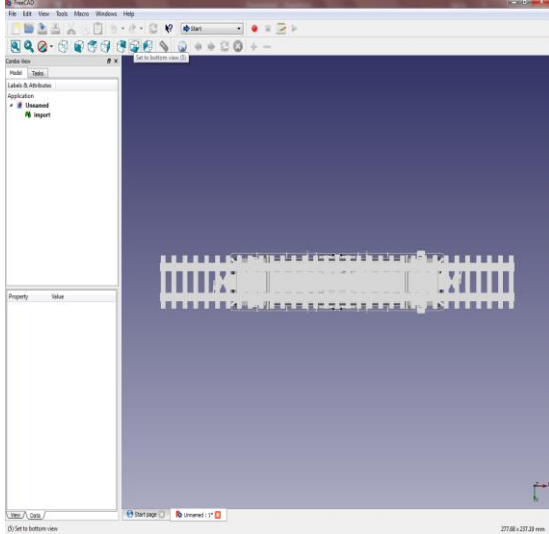 FreeCAD
File Edit View Tools Macro Windows Help
Start
Set to bottom view (5)
Combo View
Model Tasks
Labels & Attributes
Application
Unnamed
import
Property Value
View Data
Start page Unnamed : 1*
(5) Set to bottom view
277.68 x 237.19 mm